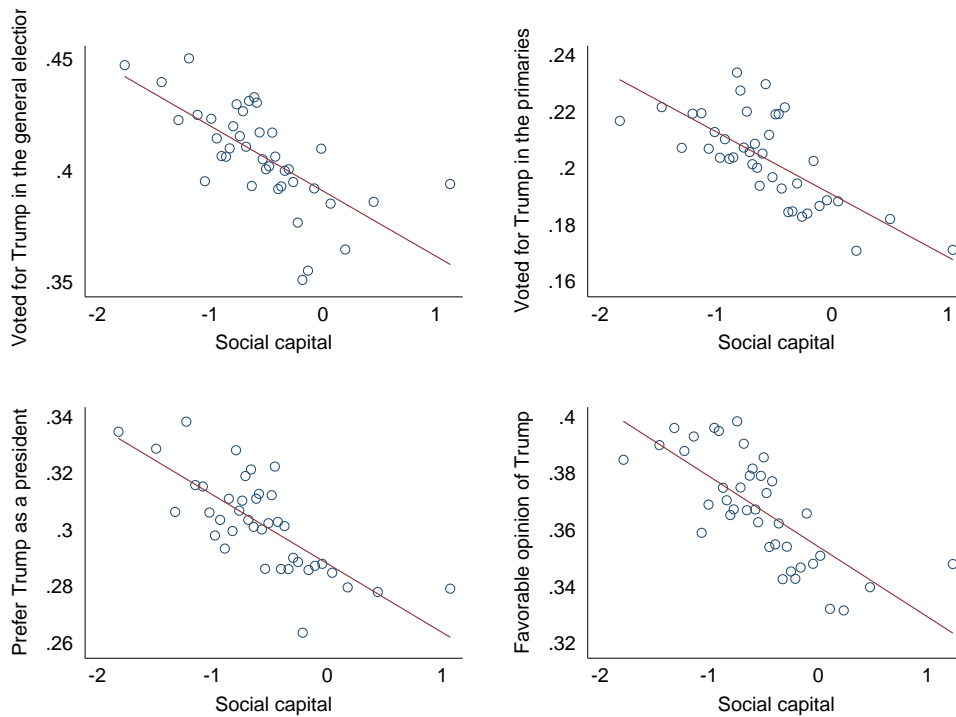 Voted for Trump in the general election
.45
.4
.35
-2 -1 0 1
Social capital
Voted for Trump in the primaries
.24
.22
.2
.18
.16
-2 -1 0 1
Social capital
Prefer Trump as a president
.34
.32
.3
.28
.26
-2 -1 0 1
Social capital
Favorable opinion of Trump
.4
.38
.36
.34
.32
-2 -1 0 1
Social capital